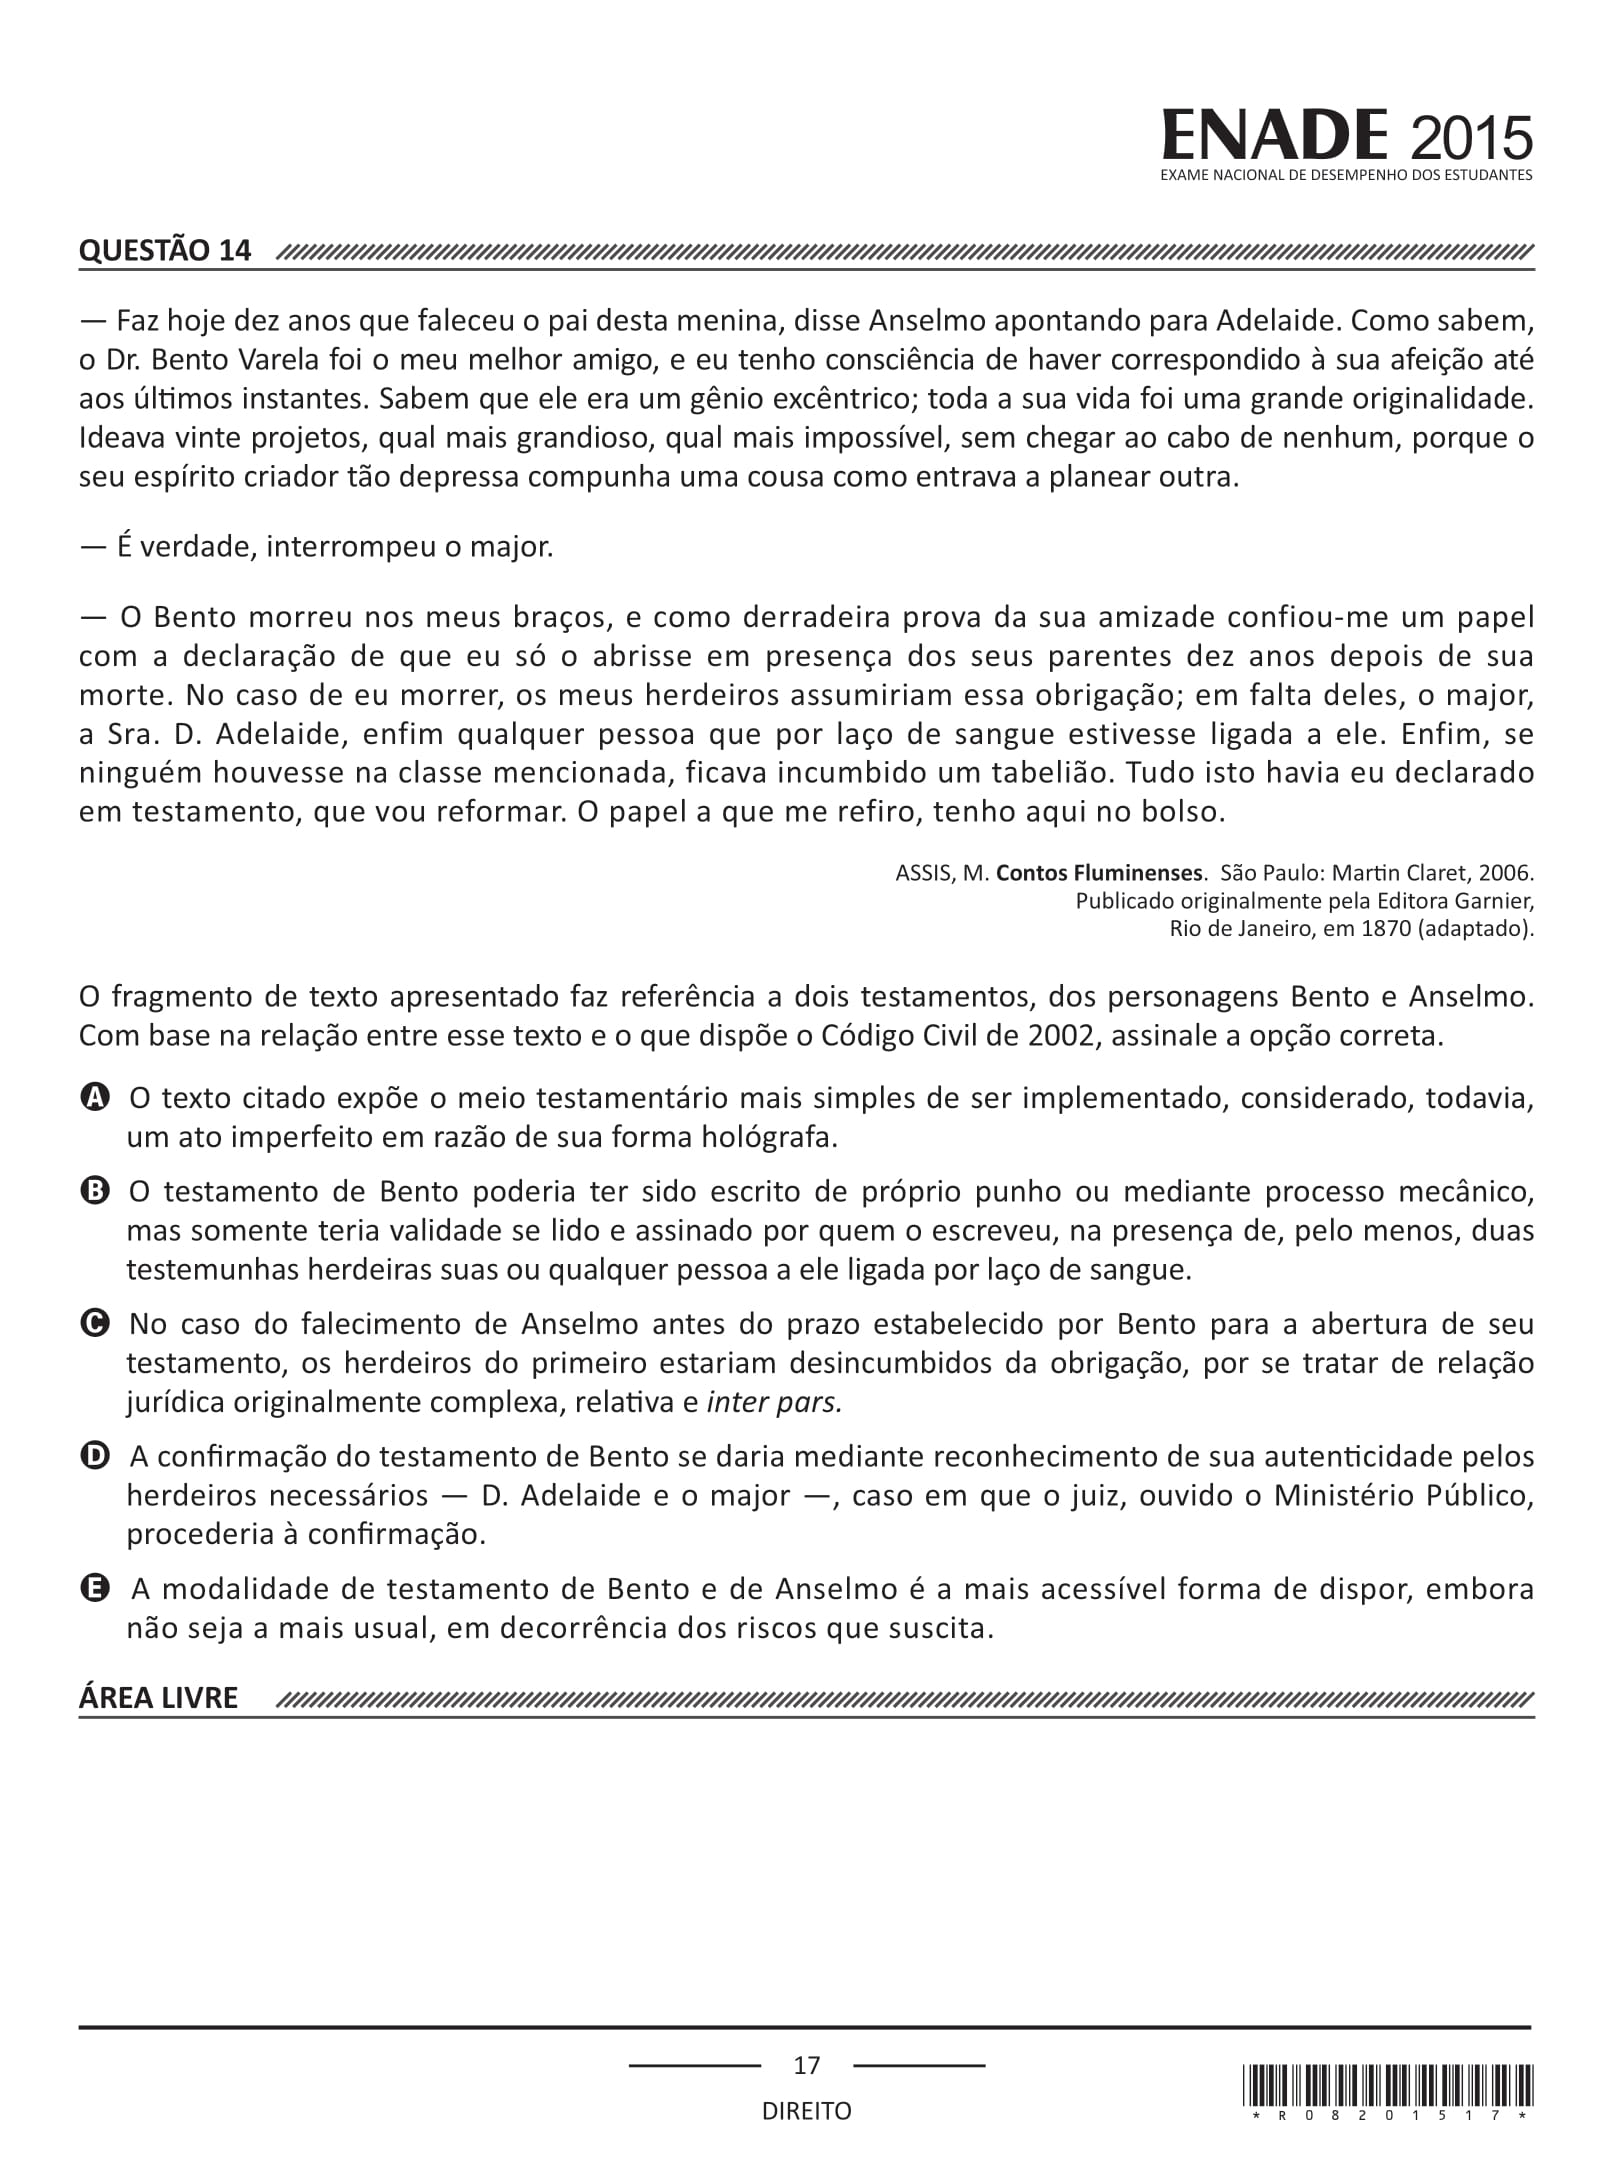 ENADE 2015
EXAME NACIONAL DE DESEMPENHO DOS ESTUDANTES
QUESTÃO 14
— Faz hoje dez anos que faleceu o pai desta menina, disse Anselmo apontando para Adelaide. Como sabem,
o Dr. Bento Varela foi o meu melhor amigo, e eu tenho consciência de haver correspondido à sua afeição até
aos últimos instantes. Sabem que ele era um gênio excêntrico; toda a sua vida foi uma grande originalidade.
Ideava vinte projetos, qual mais grandioso, qual mais impossível, sem chegar ao cabo de nenhum, porque o
seu espírito criador tão depressa compunha uma cousa como entrava a planear outra.
— É verdade, interrompeu o major.
— O Bento morreu nos meus braços, e como derradeira prova da sua amizade confiou-me um papel
com a declaração de que eu só o abrisse em presença dos seus parentes dez anos depois de sua
morte. No caso de eu morrer, os meus herdeiros assumiriam essa obrigação; em falta deles, o major,
a Sra. D. Adelaide, enfim qualquer pessoa que por laço de sangue estivesse ligada a ele. Enfim, se
ninguém houvesse na classe mencionada, ficava incumbido um tabelião. Tudo isto havia eu declarado
em testamento, que vou reformar. O papel a que me refiro, tenho aqui no bolso.
ASSIS, M. Contos Fluminenses. São Paulo: Martin Claret, 2006.
Publicado originalmente pela Editora Garnier,
Rio de Janeiro, em 1870 (adaptado).
O fragmento de texto apresentado faz referência a dois testamentos, dos personagens Bento e Anselmo.
Com base na relação entre esse texto e o que dispõe o Código Civil de 2002, assinale a opção correta.
A O texto citado expõe o meio testamentário mais simples de ser implementado, considerado, todavia,
um ato imperfeito em razão de sua forma hológrafa.
B O testamento de Bento poderia ter sido escrito de próprio punho ou mediante processo mecânico,
mas somente teria validade se lido e assinado por quem o escreveu, na presença de, pelo menos, duas
testemunhas herdeiras suas ou qualquer pessoa a ele ligada por laço de sangue.
C No caso do falecimento de Anselmo antes do prazo estabelecido por Bento para a abertura de seu
testamento, os herdeiros do primeiro estariam desincumbidos da obrigação, por se tratar de relação
jurídica originalmente complexa, relativa e inter pars.
D A confirmação do testamento de Bento se daria mediante reconhecimento de sua autenticidade pelos
herdeiros necessários — D. Adelaide e o major —, caso em que o juiz, ouvido o Ministério Público,
procederia à confirmação.
E A modalidade de testamento de Bento e de Anselmo é a mais acessível forma de dispor, embora
não seja a mais usual, em decorrência dos riscos que suscita.
ÁREA LIVRE
17
DIREITO
* R 0 8 2 0 1 5 1 7 *